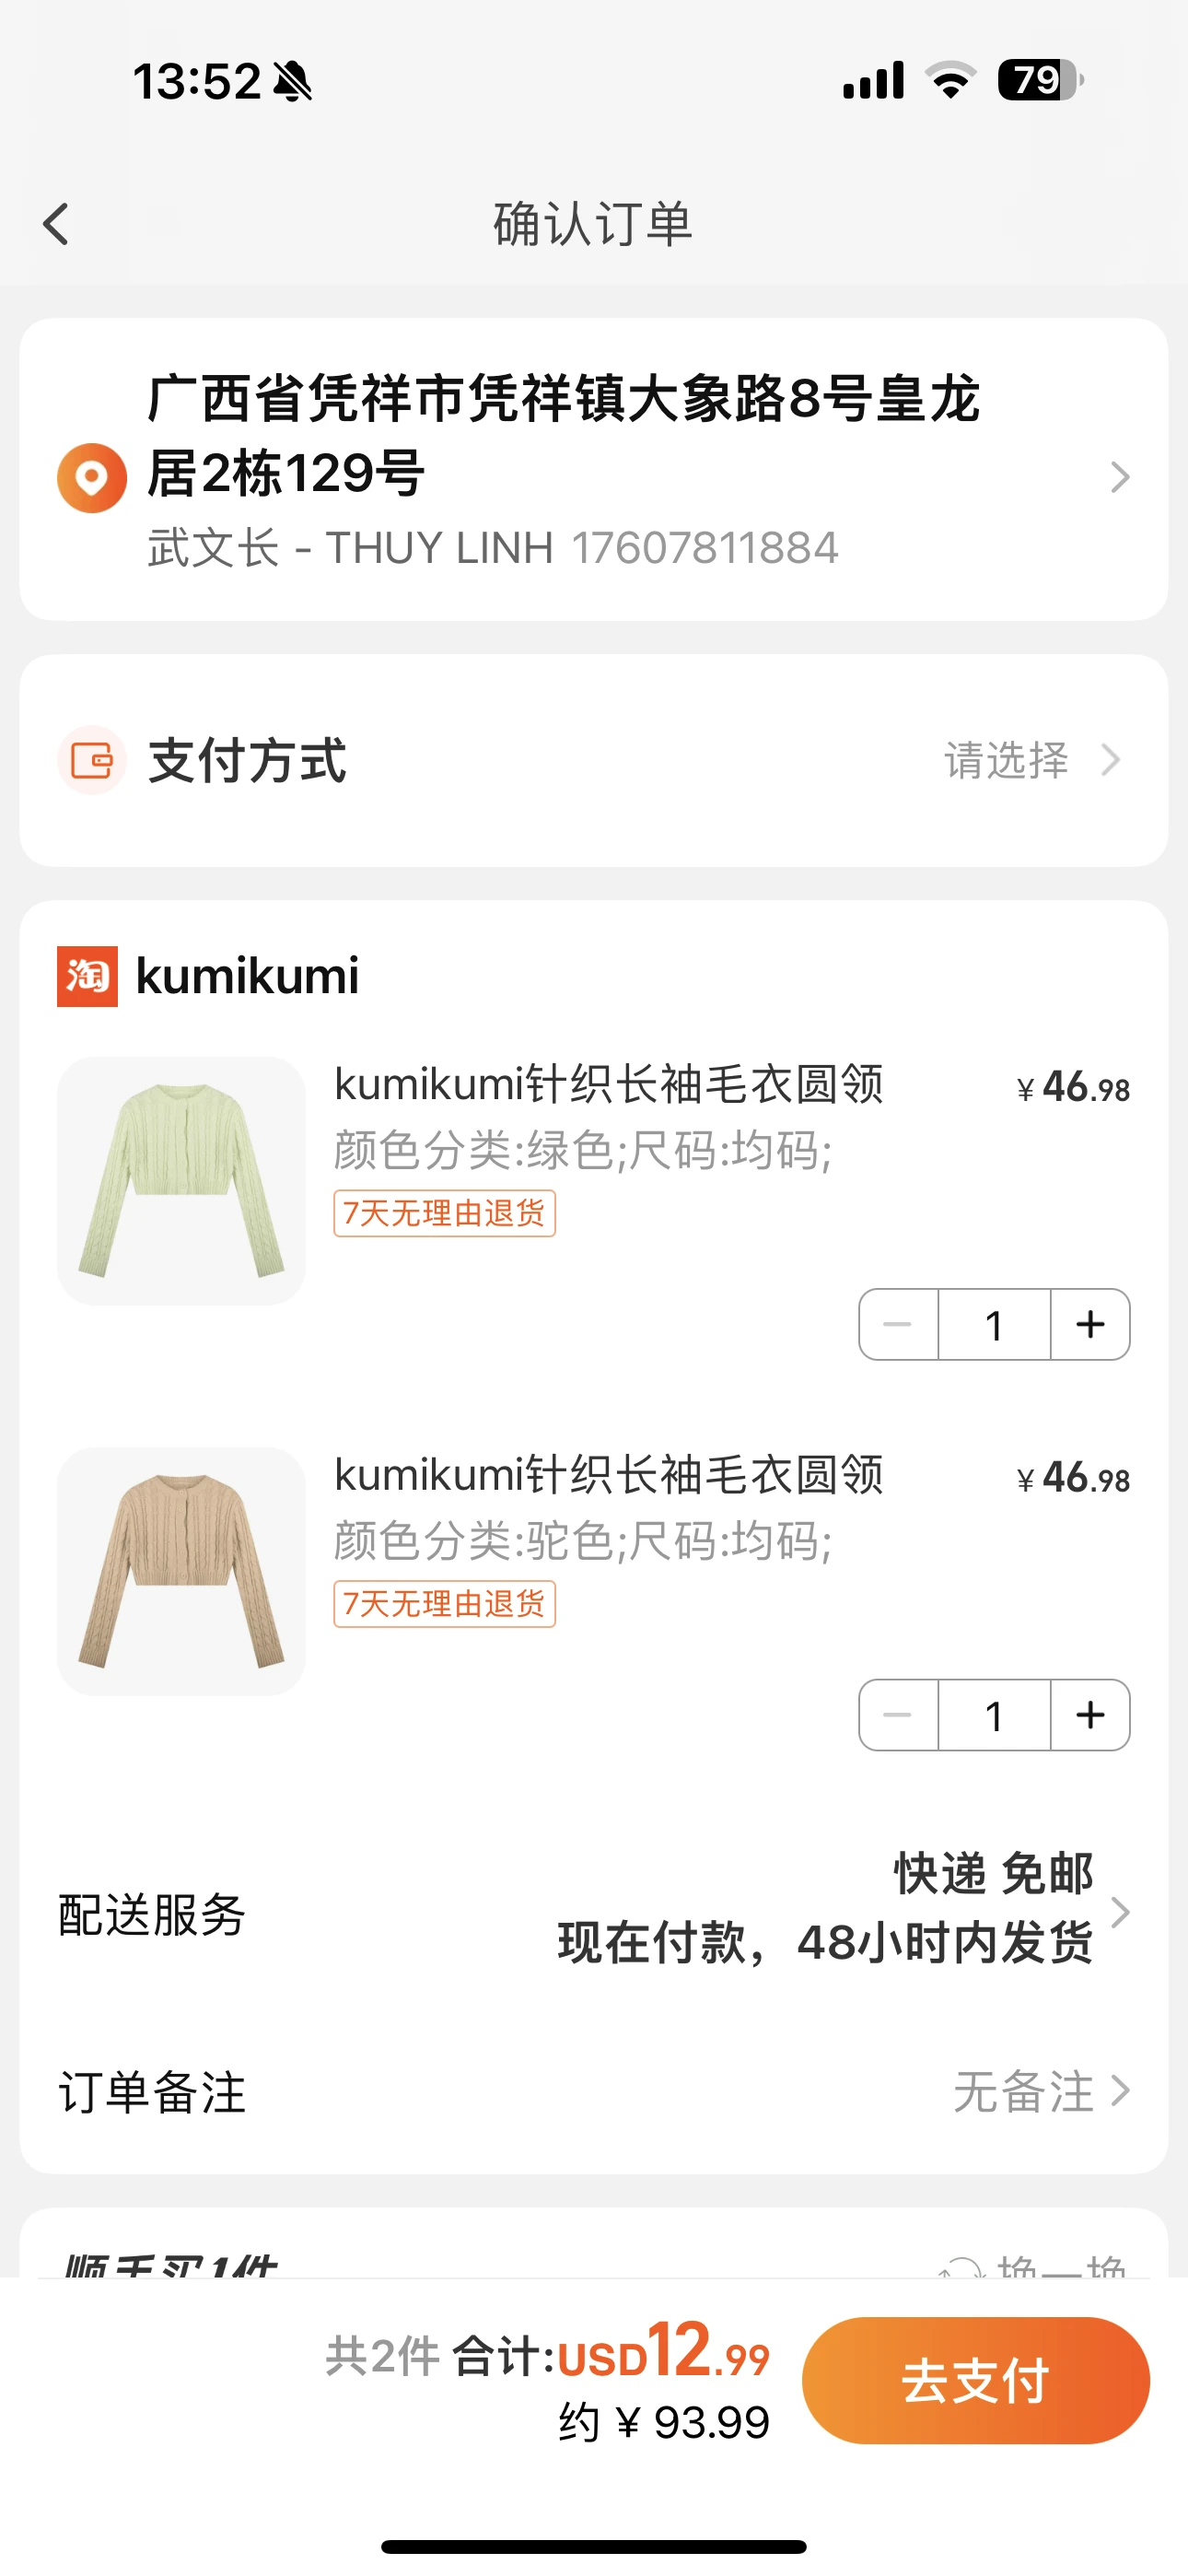 13:52
79
确认订单
广西省凭祥市凭祥镇大象路8号皇龙
居2栋129号
武文长 - THUY LINH 17607811884
支付方式
请选择
淘 kumikumi
kumikumi针织长袖毛衣圆领
¥ 46.98
颜色分类:绿色;尺码:均码;
7天无理由退货
1
kumikumi针织长袖毛衣圆领
¥ 46.98
颜色分类:驼色;尺码:均码;
7天无理由退货
1
配送服务
快递 免邮
现在付款，48小时内发货
订单备注
无备注
顺手买1件
换一换
共2件 合计:USD12.99
约 ¥ 93.99
去支付